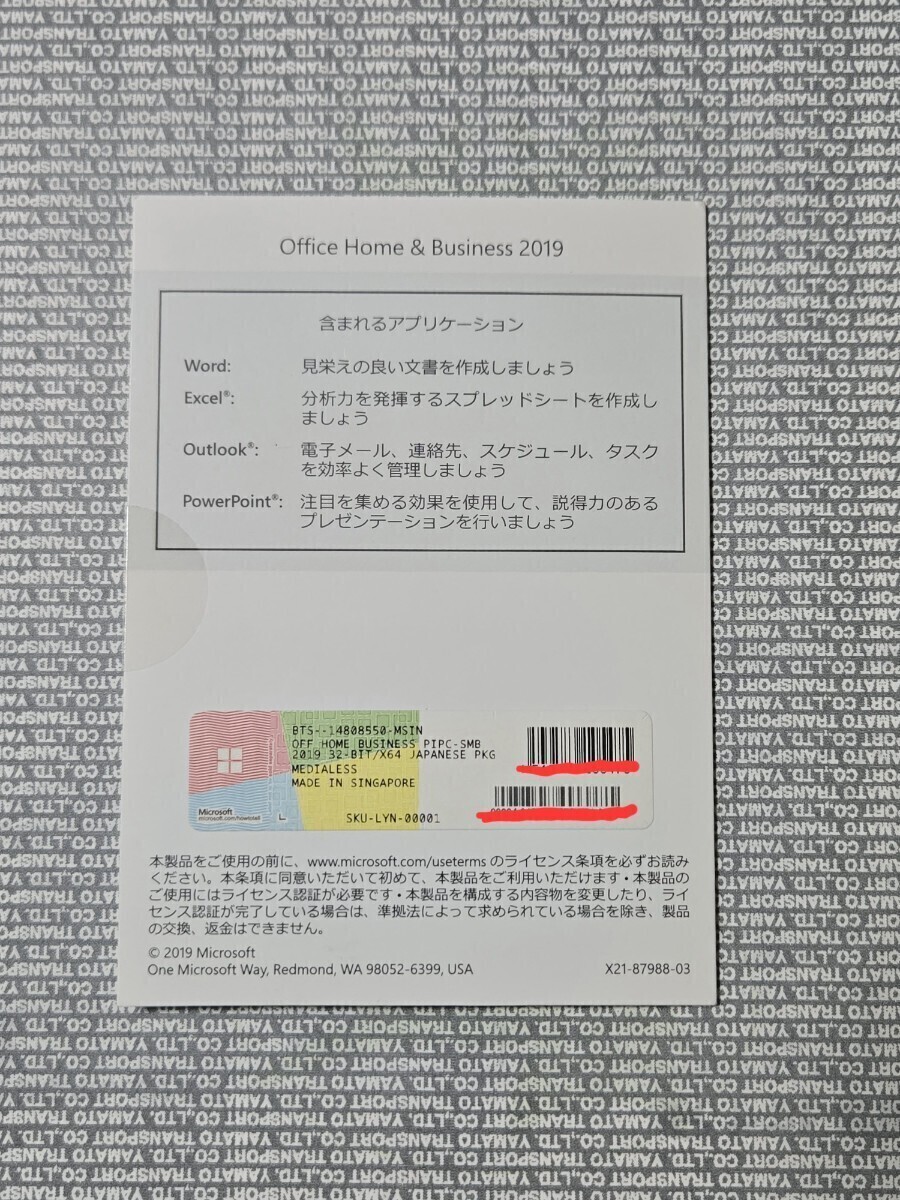 Office Home & Business 2019
含まれるアプリケーション
Word: 見栄えの良い文書を作成しましょう
Excel®: 分析力を発揮するスプレッドシートを作成し
ましょう
Outlook®: 電子メール、連絡先、スケジュール、タスク
を効率よく管理しましょう
PowerPoint®: 注目を集める効果を使用して、説得力のある
プレゼンテーションを行いましょう
BTS--14808550-MSIN
OFF HOME BUSINESS PIPC-SMB
2019 32-BIT/X64 JAPANESE PKG
MEDIALESS
MADE IN SINGAPORE
Microsoft
microsoft.com/howtotell
SKU-LYN-00001
本製品をご使用の前に、www.microsoft.com/useterms のライセンス条項を必ずお読み
ください。本条項に同意いただいて初めて、本製品をご利用いただけます・本製品の
ご使用にはライセンス認証が必要です・本製品を構成する内容物を変更したり、ライ
センス認証が完了している場合は、準拠法によって求められている場合を除き、製品
の交換、返金はできません。
© 2019 Microsoft
One Microsoft Way, Redmond, WA 98052-6399, USA X21-87988-03
YAMATO TRANSPORT CO.,LTD.